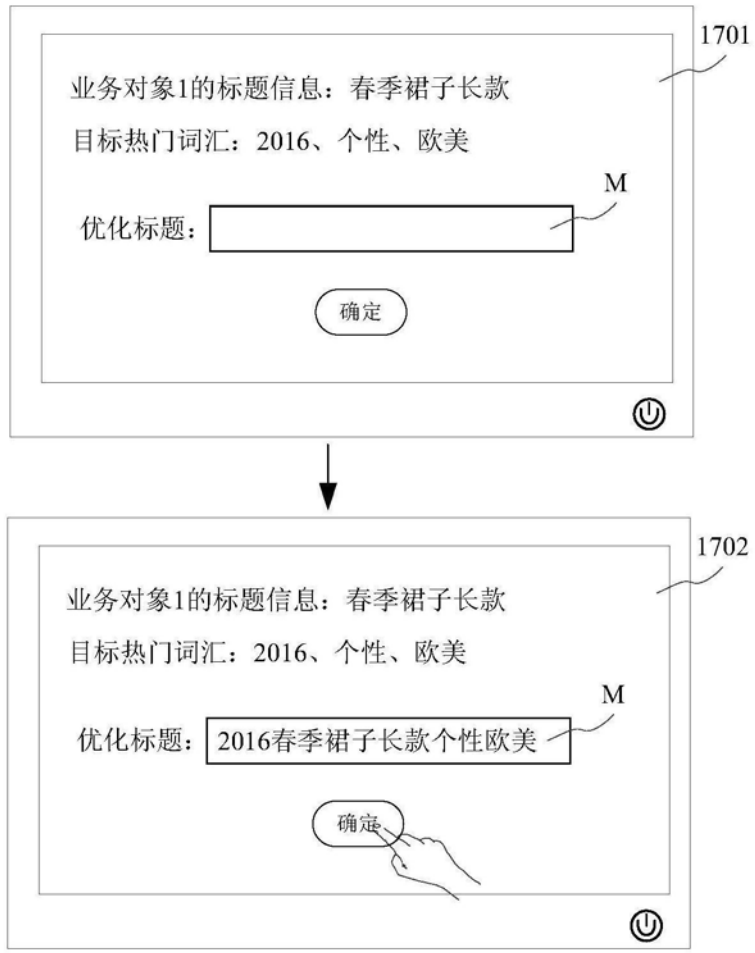 1701
业务对象1的标题信息：春季裙子长款
目标热门词汇：2016、个性、欧美
M
优化标题：
确定
1702
业务对象1的标题信息：春季裙子长款
目标热门词汇：2016、个性、欧美
M
优化标题：2016春季裙子长款个性欧美
确定